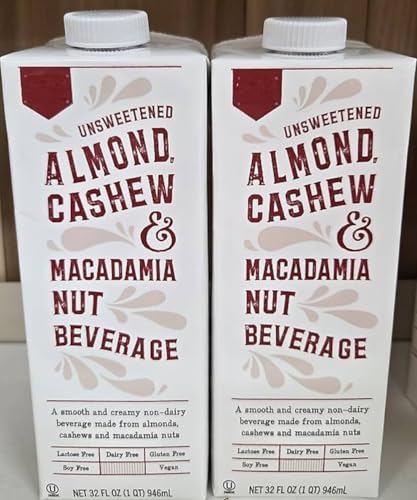 UNSWEETENED
ALMOND,
CASHEW
&
MACADAMIA
NUT
BEVERAGE
A smooth and creamy non-dairy
beverage made from almonds,
cashews and macadamia nuts
Lactose Free Dairy Free Gluten Free
Soy Free Vegan
U
NET 32 FL OZ (1 QT) 946mL
UNSWEETENED
ALMOND,
CASHEW
&
MACADAMIA
NUT
BEVERAGE
A smooth and creamy non-dairy
beverage made from almonds,
cashews and macadamia nuts
Lactose Free Dairy Free Gluten Free
Soy Free Vegan
U
NET 32 FL OZ (1 QT) 946mL